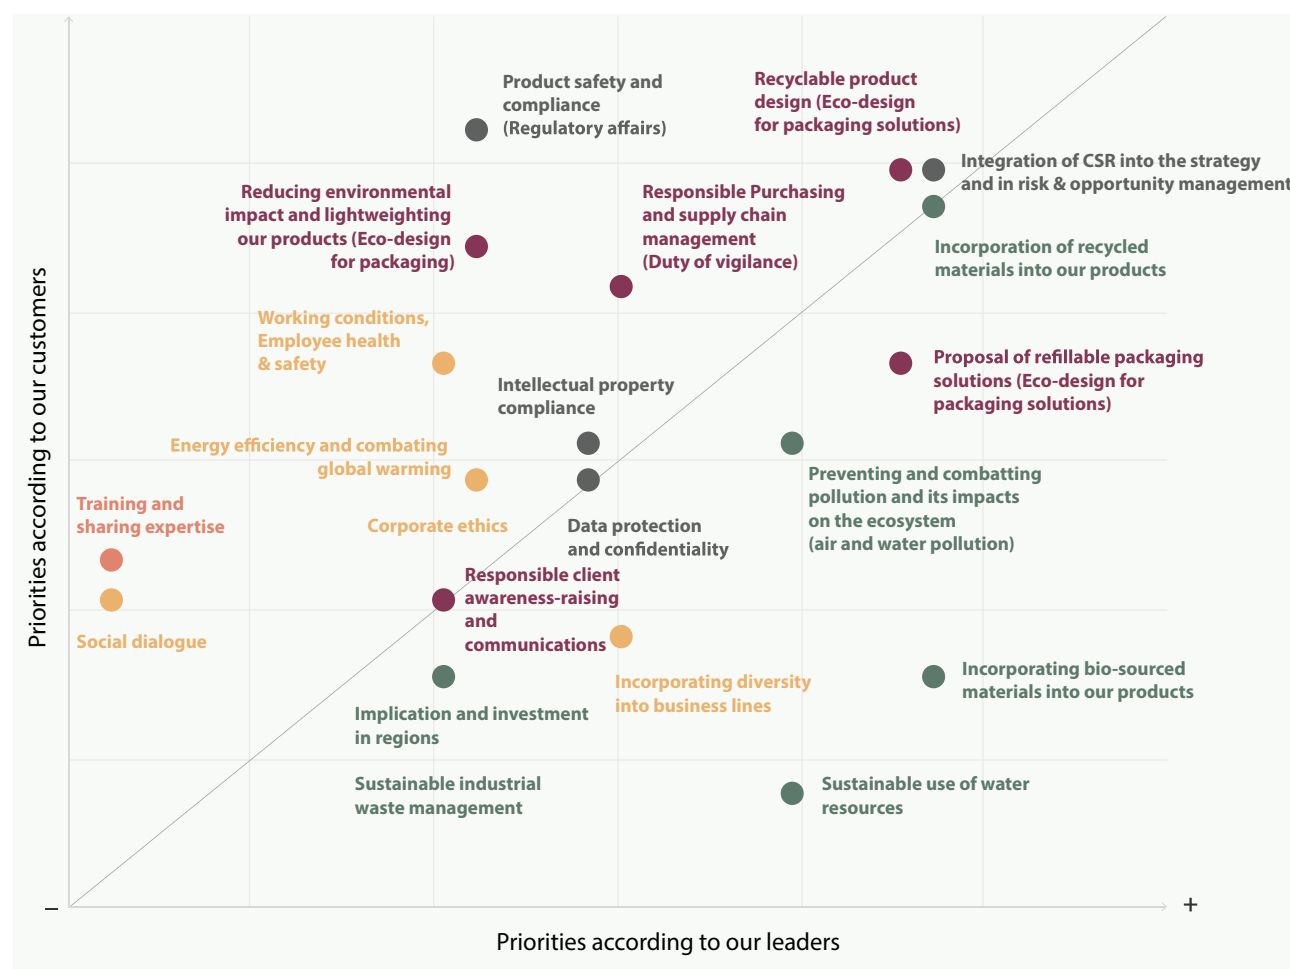 Product safety and
compliance
(Regulatory affairs)
Recyclable product
design (Eco-design
for packaging solutions)
Integration of CSR into the strategy
and in risk & opportunity management
Reducing environmental
impact and lightweighting
our products (Eco-design
for packaging)
Responsible Purchasing
and supply chain
management
(Duty of vigilance)
Incorporation of recycled
materials into our products
Working conditions,
Employee health
& safety
Proposal of refillable packaging
solutions (Eco-design for
packaging solutions)
Intellectual property
compliance
Energy efficiency and combating
global warming
Preventing and combatting
pollution and its impacts
on the ecosystem
(air and water pollution)
Training and
sharing expertise
Corporate ethics
Data protection
and confidentiality
Responsible client
awareness-raising
and
communications
Social dialogue
Incorporating diversity
into business lines
Incorporating bio-sourced
materials into our products
Implication and investment
in regions
Sustainable industrial
waste management
Sustainable use of water
resources
Priorities according to our customers
–
+
Priorities according to our leaders